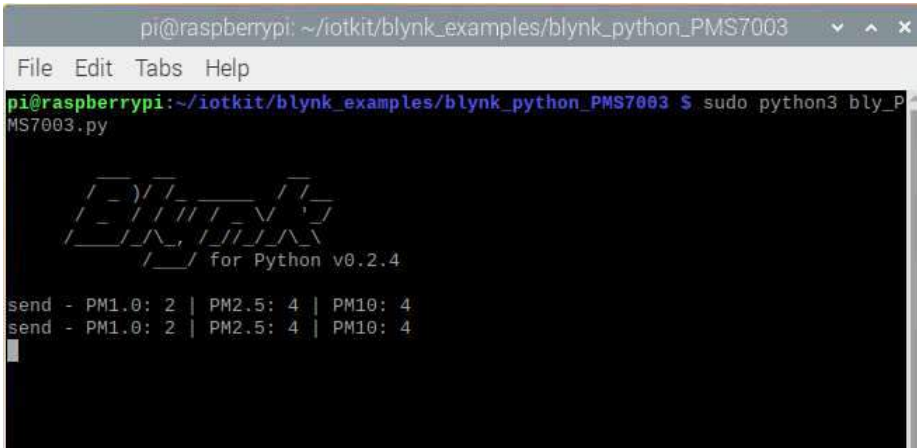 pi@raspberrypi: ~/iotkit/blynk_examples/blynk_python_PMS7003
File Edit Tabs Help
pi@raspberrypi:~/iotkit/blynk_examples/blynk_python_PMS7003 $ sudo python3 bly_P
MS7003.py
Blynk
for Python v0.2.4
send - PM1.0: 2 | PM2.5: 4 | PM10: 4
send - PM1.0: 2 | PM2.5: 4 | PM10: 4